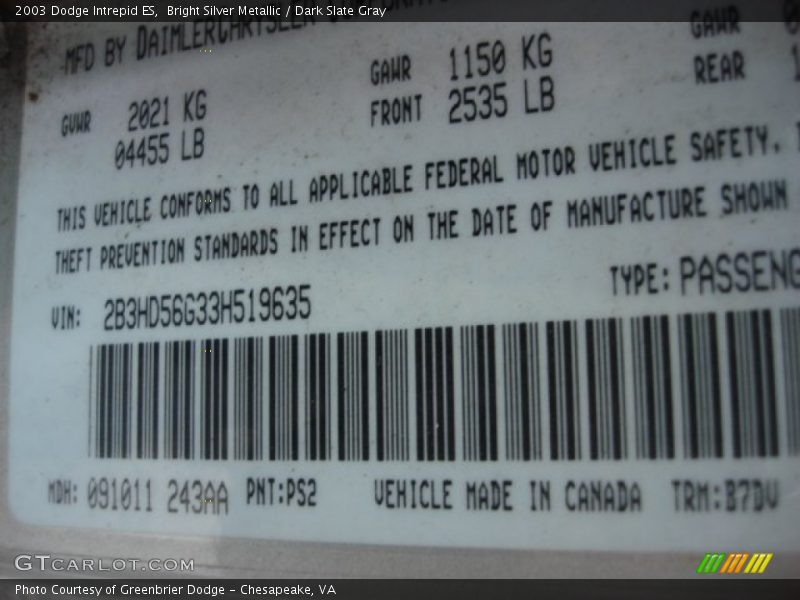 2003 Dodge Intrepid ES, Bright Silver Metallic / Dark Slate Gray
MFD BY DAIMLERCHRYSLER
GVWR 2021 KG
04455 LB
GAWR 1150 KG
FRONT 2535 LB
GAWR
REAR
THIS VEHICLE CONFORMS TO ALL APPLICABLE FEDERAL MOTOR VEHICLE SAFETY,
THEFT PREVENTION STANDARDS IN EFFECT ON THE DATE OF MANUFACTURE SHOWN
VIN: 2B3HD56G33H519635 TYPE: PASSENG
MDH: 091011 243AA PNT:PS2 VEHICLE MADE IN CANADA TRM:B7DV
GTCARLOT.COM
Photo Courtesy of Greenbrier Dodge - Chesapeake, VA